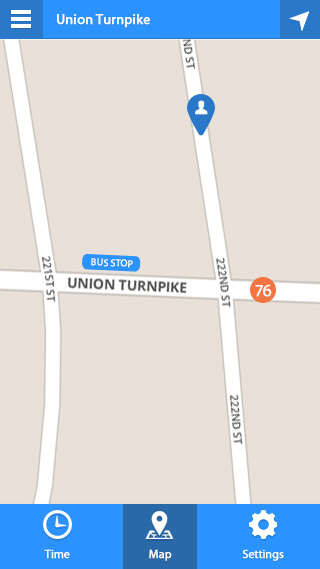 Union Turnpike
ND ST
BUS STOP
221ST ST
UNION TURNPIKE
222ND ST
76
222ND ST
Time
Map
Settings